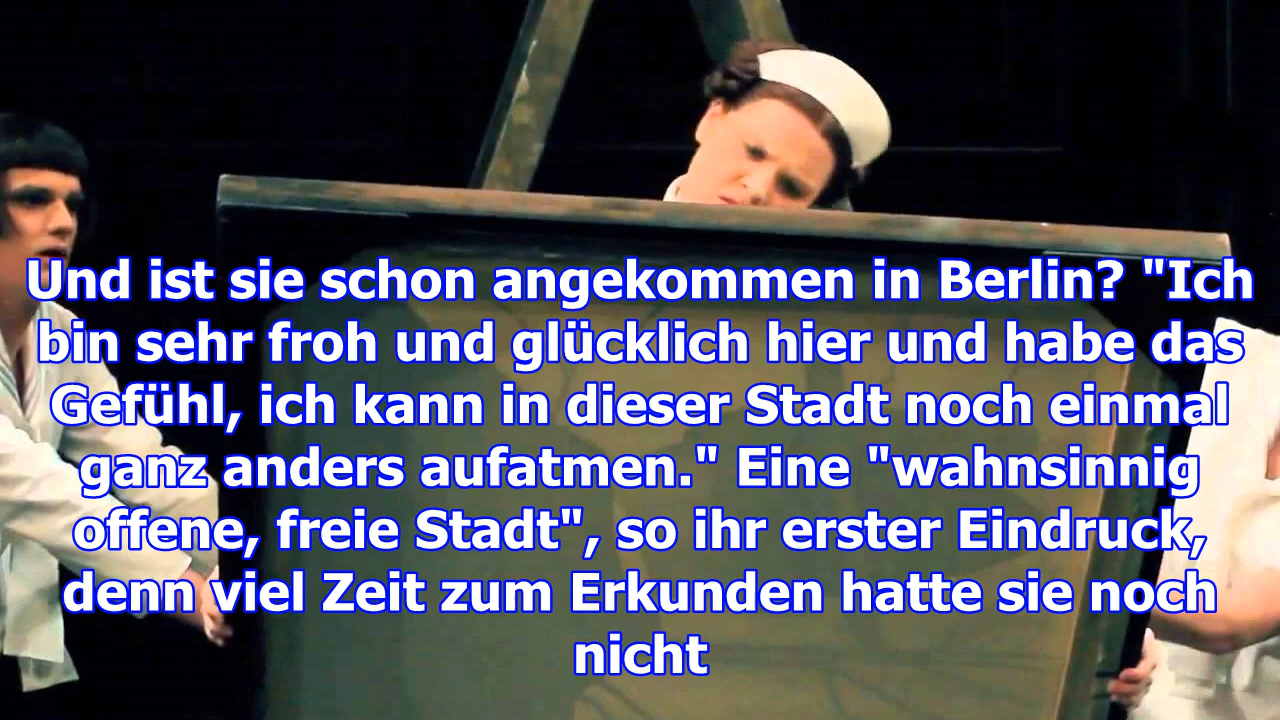 Und ist sie schon angekommen in Berlin? "Ich
bin sehr froh und glücklich hier und habe das
Gefühl, ich kann in dieser Stadt noch einmal
ganz anders aufatmen." Eine "wahnsinnig
offene, freie Stadt", so ihr erster Eindruck,
denn viel Zeit zum Erkunden hatte sie noch
nicht